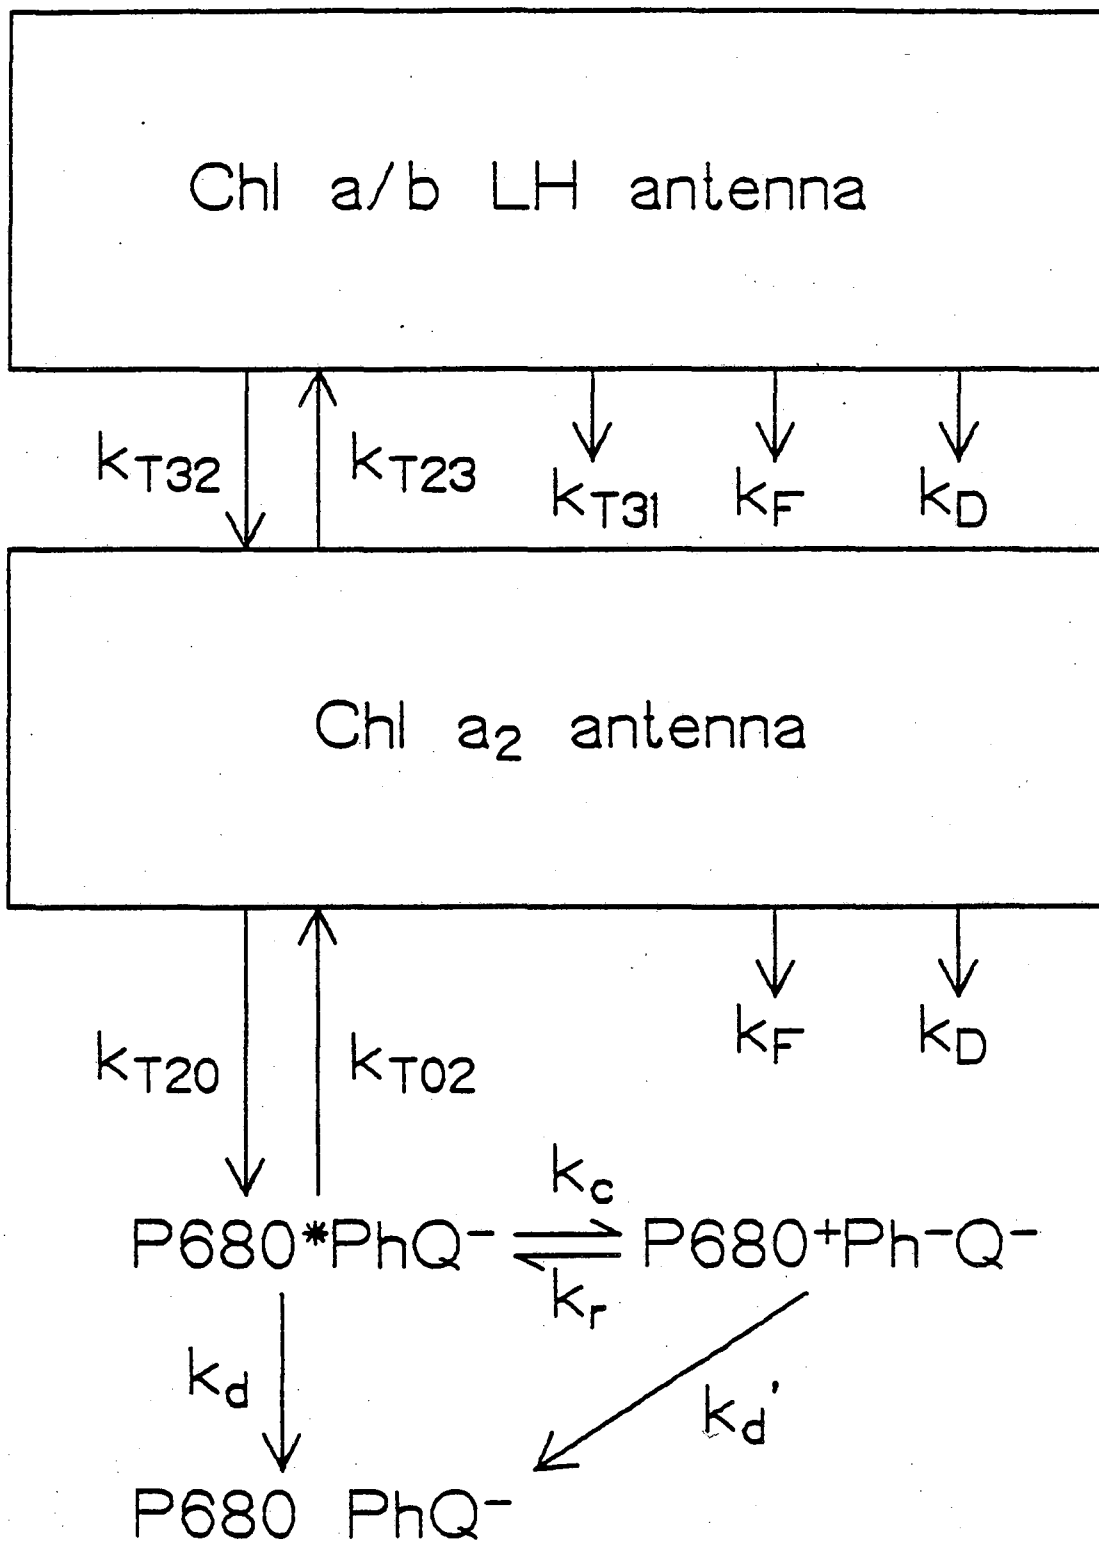 Chl a/b LH antenna
kT32 kT23 kT31 kF kD
Chl a2 antenna
kT20 kT02 kF kD
kc
P680*PhQ− ⇌ P680+Ph−Q−
kr
kd kd'
P680 PhQ−